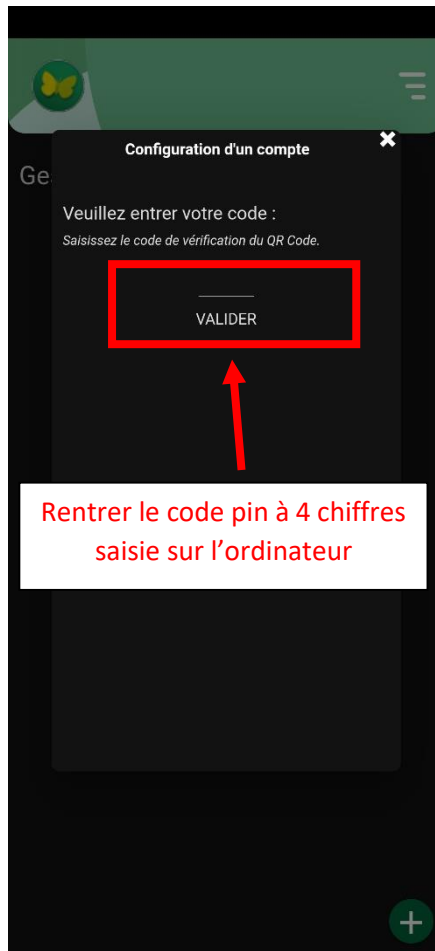 Configuration d'un compte
Ge
Veuillez entrer votre code :
Saisissez le code de vérification du QR Code.
VALIDER
Rentrer le code pin à 4 chiffres
saisie sur l’ordinateur